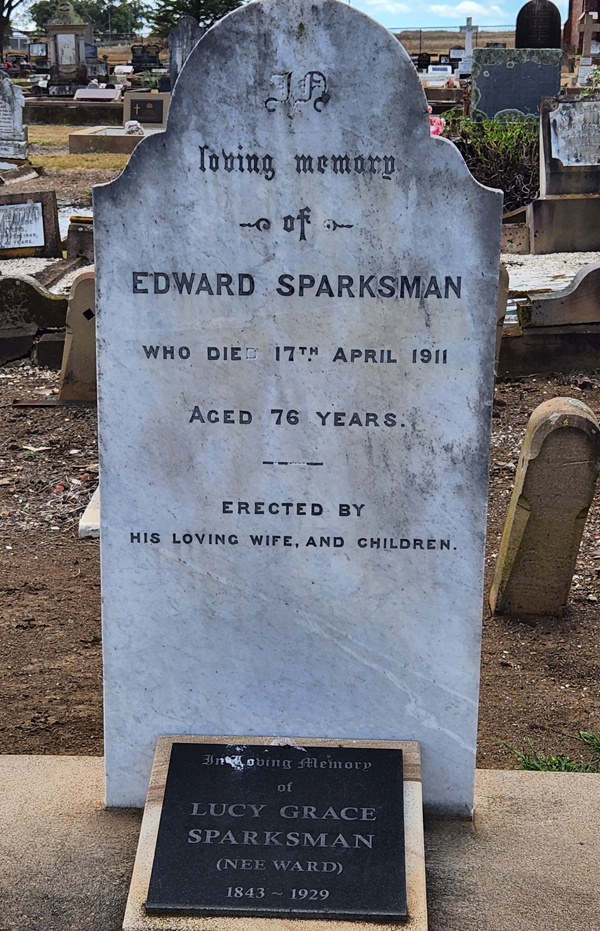 IN
loving memory
of
EDWARD SPARKSMAN
WHO DIED 17TH APRIL 1911
AGED 76 YEARS.
ERECTED BY
HIS LOVING WIFE, AND CHILDREN.
In Loving Memory
of
LUCY GRACE
SPARKSMAN
(NEE WARD)
1843 ~ 1929